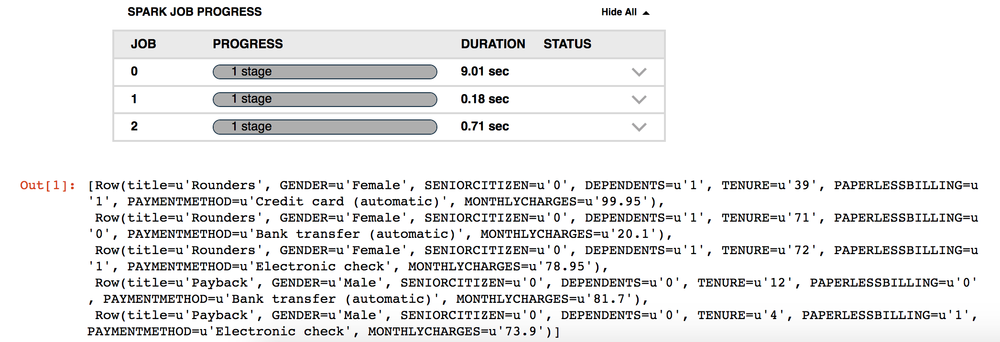 SPARK JOB PROGRESS Hide All
JOB PROGRESS DURATION STATUS
0 1 stage 9.01 sec
1 1 stage 0.18 sec
2 1 stage 0.71 sec
Out[1]: [Row(title=u'Rounders', GENDER=u'Female', SENIORCITIZEN=u'0', DEPENDENTS=u'1', TENURE=u'39', PAPERLESSBILLING=u
'1', PAYMENTMETHOD=u'Credit card (automatic)', MONTHLYCHARGES=u'99.95'),
Row(title=u'Rounders', GENDER=u'Female', SENIORCITIZEN=u'0', DEPENDENTS=u'1', TENURE=u'71', PAPERLESSBILLING=u
'0', PAYMENTMETHOD=u'Bank transfer (automatic)', MONTHLYCHARGES=u'20.1'),
Row(title=u'Rounders', GENDER=u'Female', SENIORCITIZEN=u'0', DEPENDENTS=u'1', TENURE=u'72', PAPERLESSBILLING=u
'1', PAYMENTMETHOD=u'Electronic check', MONTHLYCHARGES=u'78.95'),
Row(title=u'Payback', GENDER=u'Male', SENIORCITIZEN=u'0', DEPENDENTS=u'0', TENURE=u'12', PAPERLESSBILLING=u'0'
, PAYMENTMETHOD=u'Bank transfer (automatic)', MONTHLYCHARGES=u'81.7'),
Row(title=u'Payback', GENDER=u'Male', SENIORCITIZEN=u'0', DEPENDENTS=u'0', TENURE=u'4', PAPERLESSBILLING=u'1',
PAYMENTMETHOD=u'Electronic check', MONTHLYCHARGES=u'73.9')]